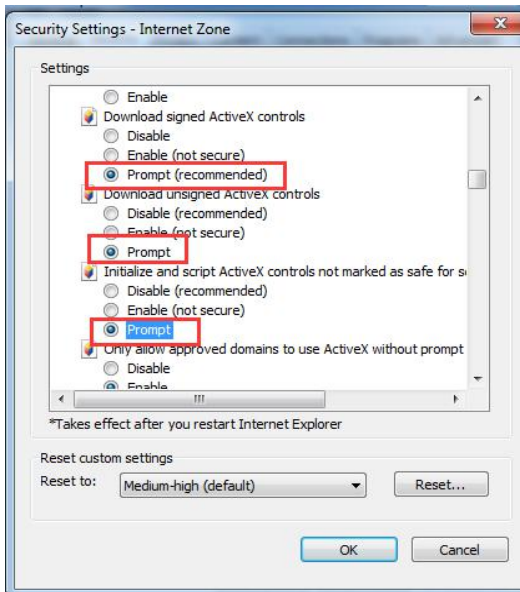 Security Settings - Internet Zone
Settings
Enable
Download signed ActiveX controls
Disable
Enable (not secure)
Prompt (recommended)
Download unsigned ActiveX controls
Disable (recommended)
Enable (not secure)
Prompt
Initialize and script ActiveX controls not marked as safe for s
Disable (recommended)
Enable (not secure)
Prompt
Only allow approved domains to use ActiveX without prompt
Disable
Enable
*Takes effect after you restart Internet Explorer
Reset custom settings
Reset to:
Medium-high (default)
Reset...
OK
Cancel